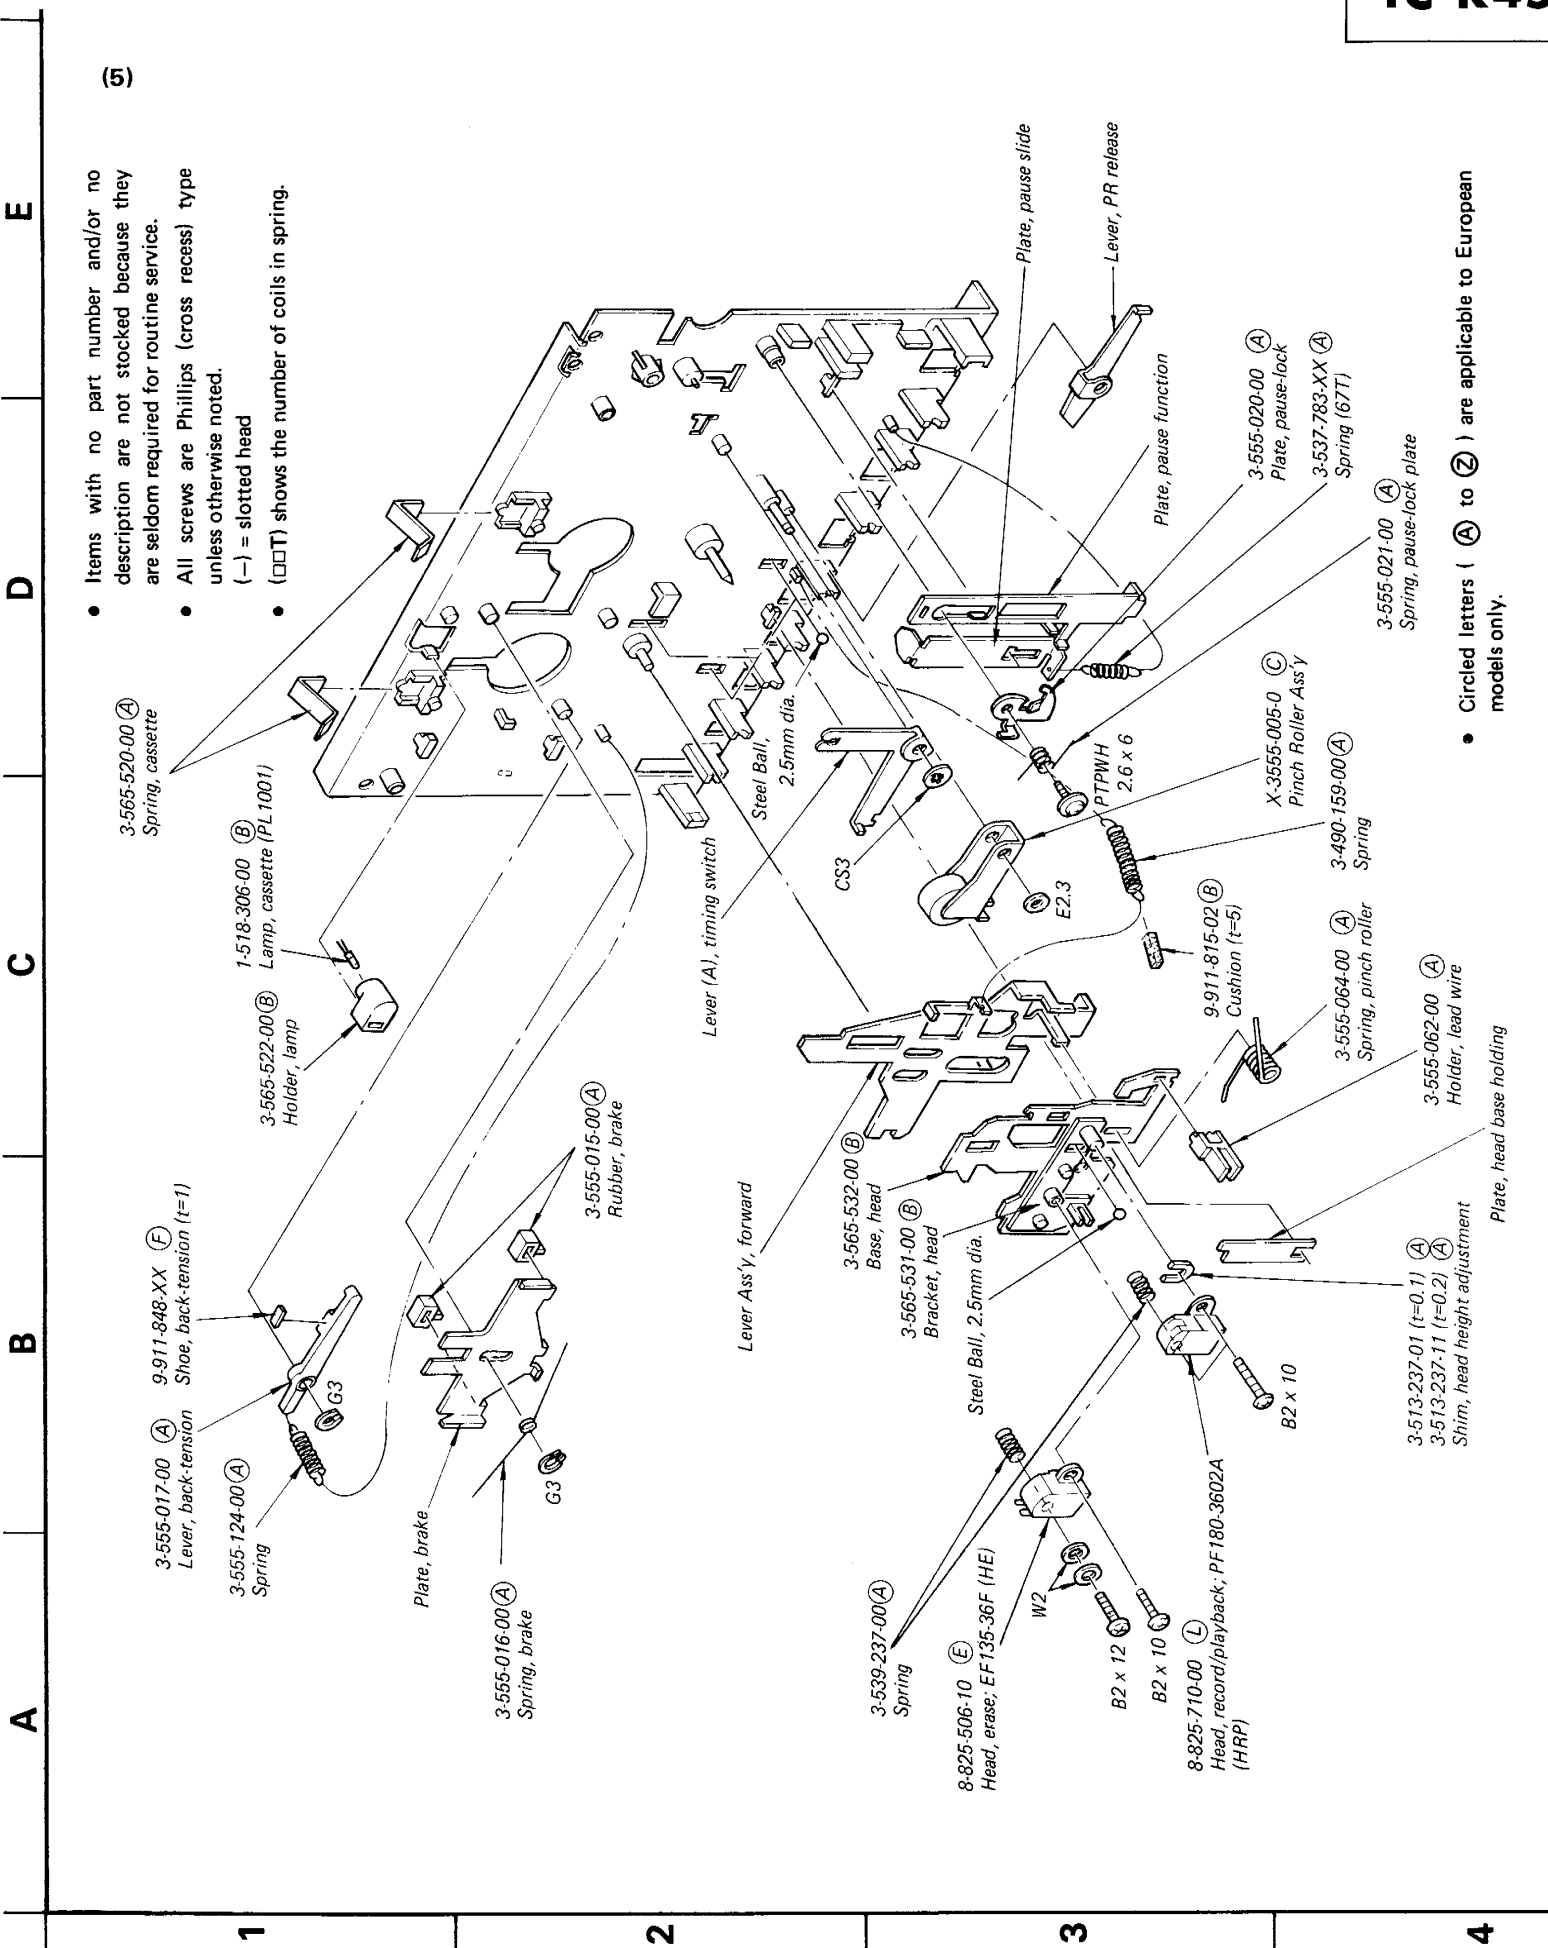 (5)
• Items with no part number and/or no
description are not stocked because they
are seldom required for routine service.
• All screws are Phillips (cross recess) type
unless otherwise noted.
(–) = slotted head
• (□□T) shows the number of coils in spring.
A
B
C
D
E
1
2
3
4
3-565-520-00 Ⓐ
Spring, cassette
1-518-306-00 Ⓑ
Lamp, cassette (PL1001)
3-565-522-00 Ⓑ
Holder, lamp
9-911-848-XX Ⓕ
Shoe, back-tension (t=1)
3-555-017-00 Ⓐ
Lever, back-tension
3-555-124-00 Ⓐ
Spring
G3
Plate, brake
3-555-015-00 Ⓐ
Rubber, brake
3-555-016-00 Ⓐ
Spring, brake
G3
Steel Ball,
2.5mm dia.
Lever (A), timing switch
CS3
Lever Ass'y, forward
3-565-532-00 Ⓑ
Base, head
3-565-531-00 Ⓑ
Bracket, head
Steel Ball, 2.5mm dia.
3-539-237-00 Ⓐ
Spring
8-825-506-10 Ⓔ
Head, erase; EF135-36F (HE)
W2
B2 x 12
B2 x 10
8-825-710-00 Ⓛ
Head, record/playback; PF180-3602A
(HRP)
B2 x 10
3-513-237-01 (t=0.1) Ⓐ
3-513-237-11 (t=0.2) Ⓐ
Shim, head height adjustment
Plate, head base holding
3-555-062-00 Ⓐ
Holder, lead wire
3-555-064-00 Ⓐ
Spring, pinch roller
9-911-815-02 Ⓑ
Cushion (t=5)
E2.3
3-490-159-00 Ⓐ
Spring
X-3555-005-0 Ⓒ
Pinch Roller Ass'y
PTPWH
2.6 x 6
3-555-021-00 Ⓐ
Spring, pause-lock plate
3-537-783-XX Ⓐ
Spring (67T)
3-555-020-00 Ⓐ
Plate, pause-lock
Plate, pause function
Lever, PR release
Plate, pause slide
• Circled letters ( Ⓐ to Ⓩ ) are applicable to European
models only.